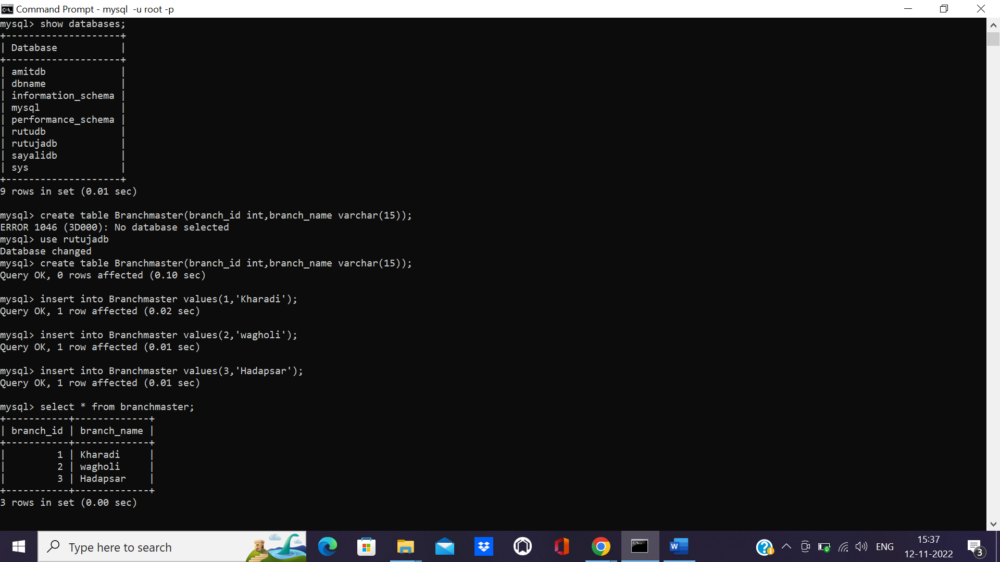 Command Prompt - mysql  -u root -p
mysql> show databases;
+--------------------+
| Database           |
+--------------------+
| amitdb             |
| dbname             |
| information_schema |
| mysql              |
| performance_schema |
| rutudb             |
| rutujadb           |
| sayalidb           |
| sys                |
+--------------------+
9 rows in set (0.01 sec)
mysql> create table Branchmaster(branch_id int,branch_name varchar(15));
ERROR 1046 (3D000): No database selected
mysql> use rutujadb
Database changed
mysql> create table Branchmaster(branch_id int,branch_name varchar(15));
Query OK, 0 rows affected (0.10 sec)
mysql> insert into Branchmaster values(1,'Kharadi');
Query OK, 1 row affected (0.02 sec)
mysql> insert into Branchmaster values(2,'wagholi');
Query OK, 1 row affected (0.01 sec)
mysql> insert into Branchmaster values(3,'Hadapsar');
Query OK, 1 row affected (0.01 sec)
mysql> select * from branchmaster;
+-----------+-------------+
| branch_id | branch_name |
+-----------+-------------+
|         1 | Kharadi     |
|         2 | wagholi     |
|         3 | Hadapsar    |
+-----------+-------------+
3 rows in set (0.00 sec)
Type here to search
W
ENG
15:37
12-11-2022
3